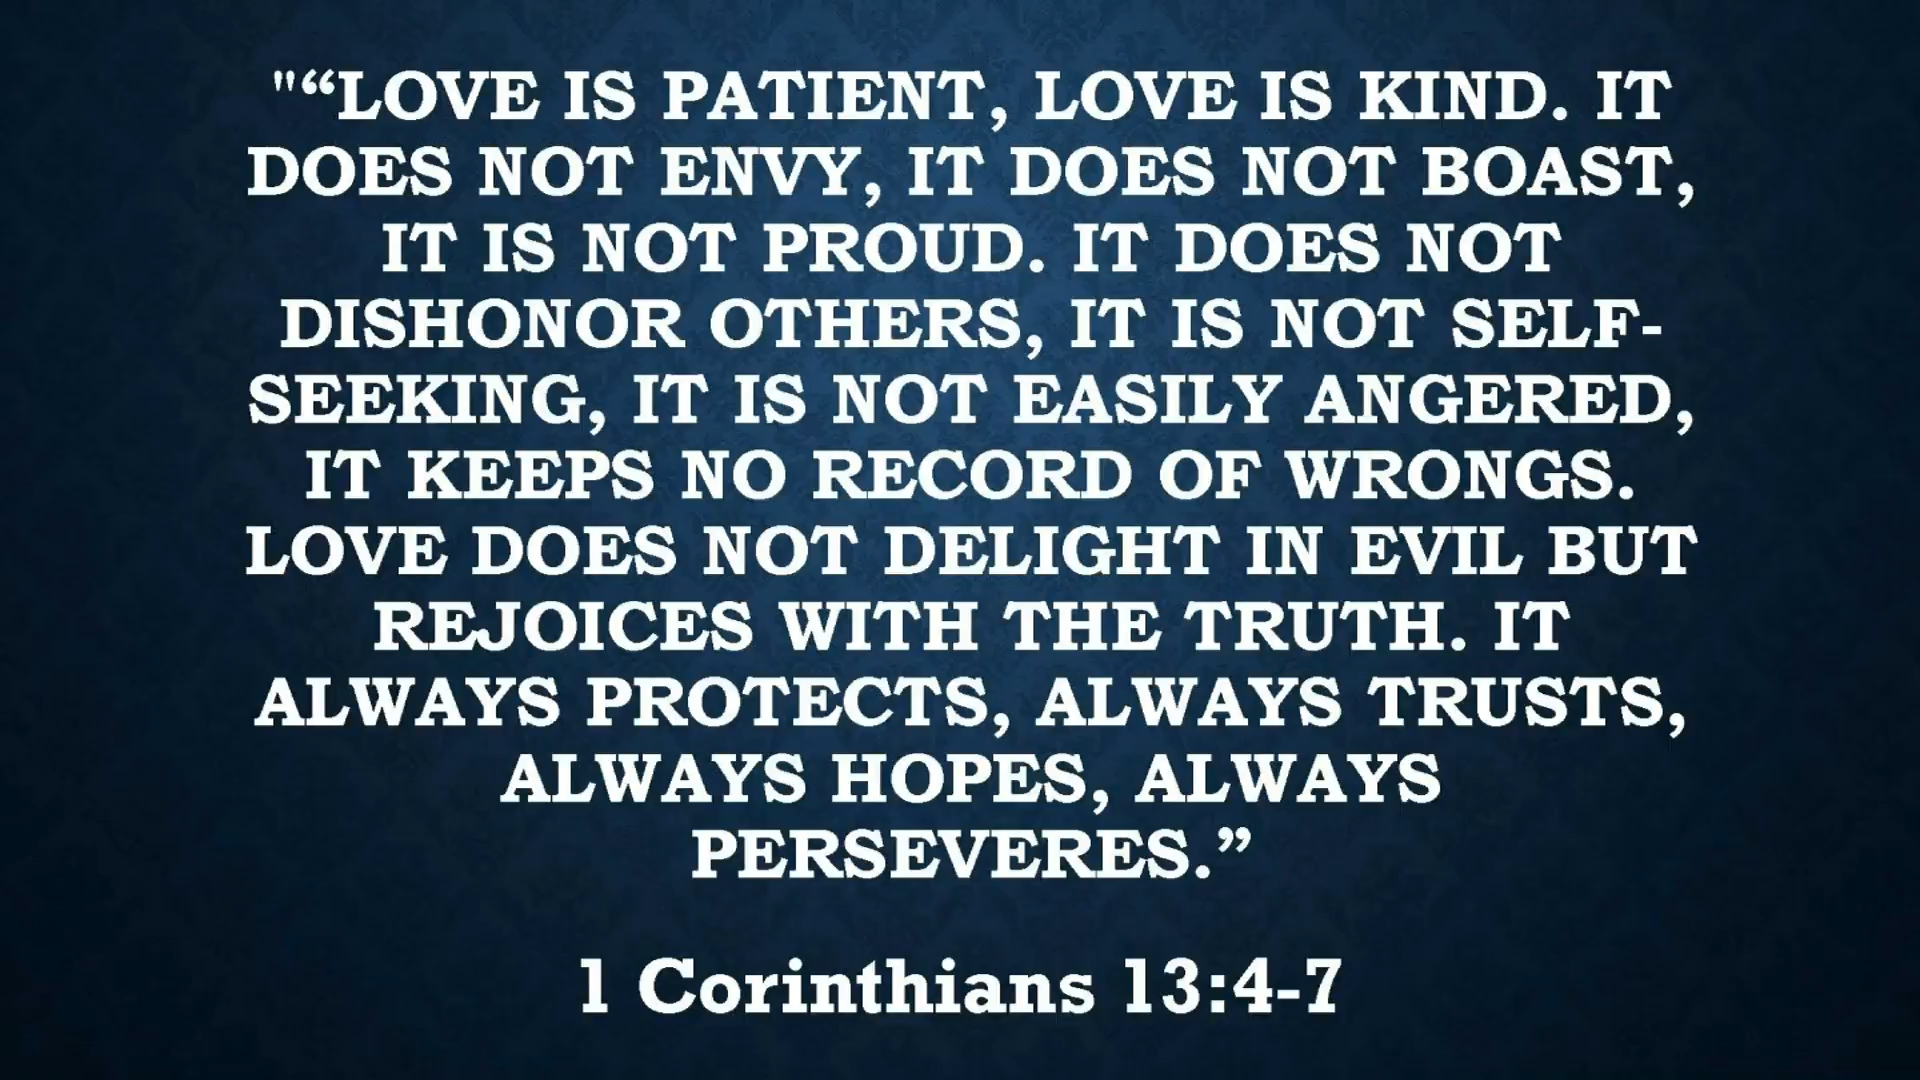 "“LOVE IS PATIENT, LOVE IS KIND. IT
DOES NOT ENVY, IT DOES NOT BOAST,
IT IS NOT PROUD. IT DOES NOT
DISHONOR OTHERS, IT IS NOT SELF-
SEEKING, IT IS NOT EASILY ANGERED,
IT KEEPS NO RECORD OF WRONGS.
LOVE DOES NOT DELIGHT IN EVIL BUT
REJOICES WITH THE TRUTH. IT
ALWAYS PROTECTS, ALWAYS TRUSTS,
ALWAYS HOPES, ALWAYS
PERSEVERES.”
1 Corinthians 13:4-7